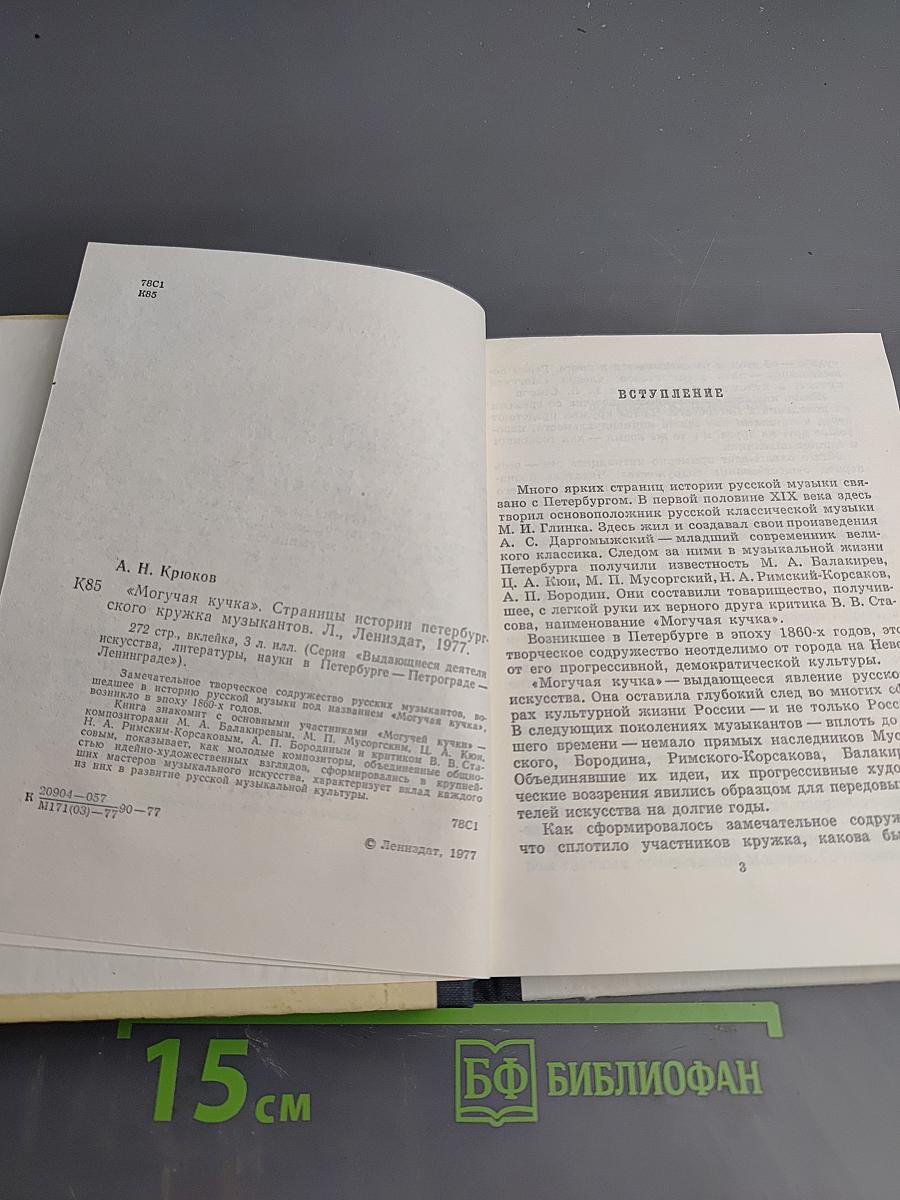 78С1
К85
А. Н. Крюков
К85 «Могучая кучка». Страницы истории петербург-
ского кружка музыкантов. Л., Лениздат, 1977.
272 стр., вклейка, 3 л. илл. (Серия «Выдающиеся деятели
искусства, литературы, науки в Петербурге — Петрограде —
Ленинграде»).
Замечательное творческое содружество русских музыкантов, во-
шедшее в историю русской музыки под названием «Могучая кучка»,
возникло в эпоху 1860-х годов.
Книга знакомит с основными участниками «Могучей кучки» —
композиторами М. А. Балакиревым, М. П. Мусоргским, Ц. А. Кюи,
Н. А. Римским-Корсаковым, А. П. Бородиным и критиком В. В. Ста-
совым, показывает, как молодые композиторы, объединенные общно-
стью идейно-художественных взглядов, сформировались в крупней-
ших мастеров музыкального искусства, характеризует вклад каждого
из них в развитие русской музыкальной культуры.
К 20904—057
М171(03)—77 90—77
78С1
© Лениздат, 1977
ВСТУПЛЕНИЕ
Много ярких страниц истории русской музыки свя-
зано с Петербургом. В первой половине XIX века здесь
творил основоположник русской классической музыки
М. И. Глинка. Здесь жил и создавал свои произведения
А. С. Даргомыжский — младший современник вели-
кого классика. Следом за ними в музыкальной жизни
Петербурга получили известность М. А. Балакирев,
Ц. А. Кюи, М. П. Мусоргский, Н. А. Римский-Корсаков,
А. П. Бородин. Они составили товарищество, получив-
шее, с легкой руки их верного друга критика В. В. Ста-
сова, наименование «Могучая кучка».
Возникшее в Петербурге в эпоху 1860-х годов, это
творческое содружество неотделимо от города на Неве
от его прогрессивной, демократической культуры.
«Могучая кучка» — выдающееся явление русско
искусства. Она оставила глубокий след во многих сф
рах культурной жизни России — и не только Росс
В следующих поколениях музыкантов — вплоть до
шего времени — немало прямых наследников Мус
ского, Бородина, Римского-Корсакова, Балакир
Объединявшие их идеи, их прогрессивные худо
ческие воззрения явились образцом для передовы
телей искусства на долгие годы.
Как сформировалось замечательное содруж
что сплотило участников кружка, какова бы
3
15 см
БФ БИБЛИОФАН